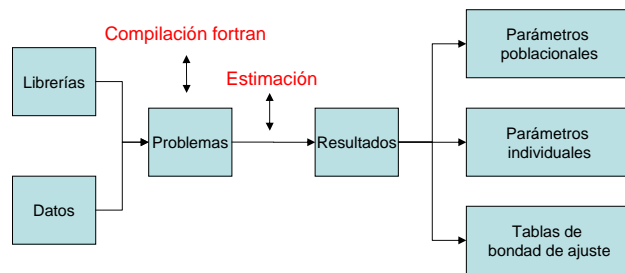 Compilación fortran
Estimación
Librerías
Datos
Problemas
Resultados
Parámetros
poblacionales
Parámetros
individuales
Tablas de
bondad de ajuste